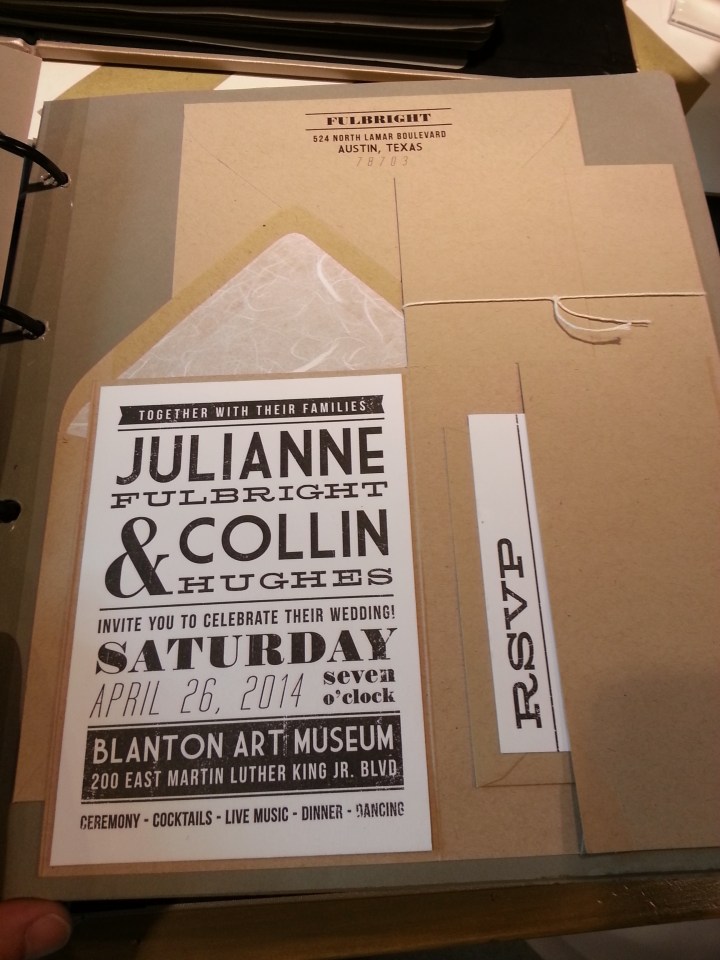 FULBRIGHT
524 NORTH LAMAR BOULEVARD
AUSTIN, TEXAS
78703
TOGETHER WITH THEIR FAMILIES
JULIANNE
FULBRIGHT
& COLLIN
HUGHES
INVITE YOU TO CELEBRATE THEIR WEDDING!
SATURDAY
APRIL 26, 2014 seven
o'clock
BLANTON ART MUSEUM
200 EAST MARTIN LUTHER KING JR. BLVD
CEREMONY - COCKTAILS - LIVE MUSIC - DINNER - DANCING
RSVP